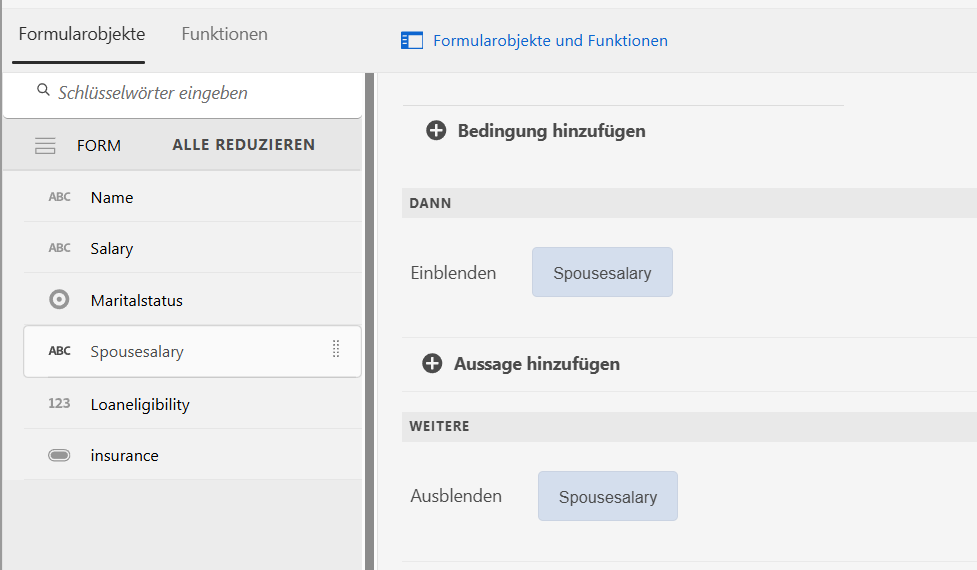 Formularobjekte
Funktionen
Formularobjekte und Funktionen
Schlüsselwörter eingeben
FORM
ALLE REDUZIEREN
ABC Name
ABC Salary
Maritalstatus
ABC Spousesalary
123 Loaneligibility
insurance
Bedingung hinzufügen
DANN
Einblenden Spousesalary
Aussage hinzufügen
WEITERE
Ausblenden Spousesalary